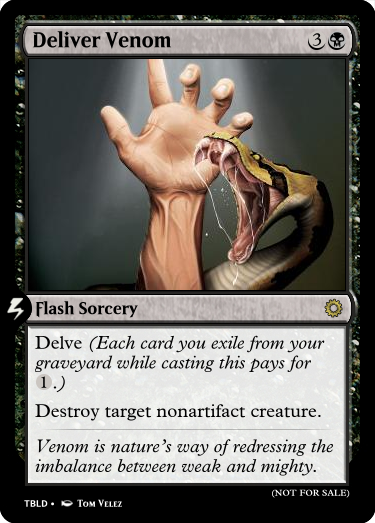 Deliver Venom 3
Flash Sorcery
Delve (Each card you exile from your
graveyard while casting this pays for
1.)
Destroy target nonartifact creature.
Venom is nature's way of redressing the
imbalance between weak and mighty.
(NOT FOR SALE)
TBLD • Tom Velez